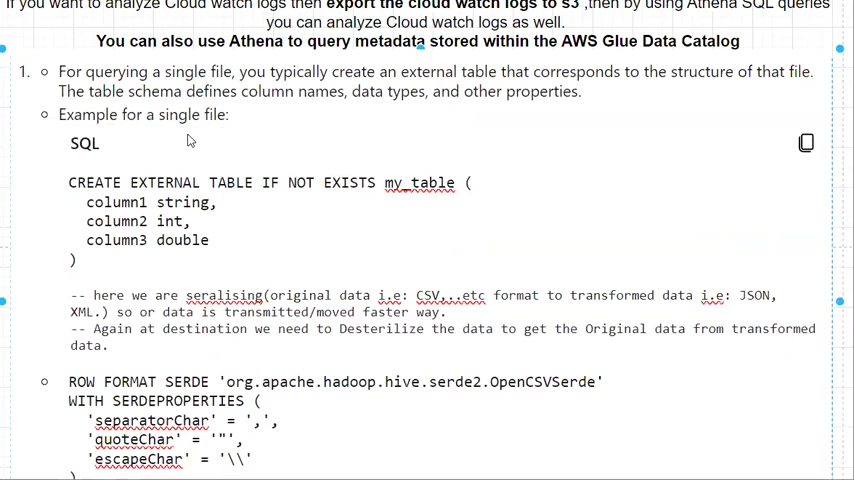 If you want to analyze Cloud watch logs then export the cloud watch logs to s3 ,then by using Athena SQL queries
you can analyze Cloud watch logs as well.
You can also use Athena to query metadata stored within the AWS Glue Data Catalog
1. ○ For querying a single file, you typically create an external table that corresponds to the structure of that file.
The table schema defines column names, data types, and other properties.
○ Example for a single file:
SQL
CREATE EXTERNAL TABLE IF NOT EXISTS my_table (
column1 string,
column2 int,
column3 double
)
-- here we are seralising(original data i.e: CSV,..etc format to transformed data i.e: JSON,
XML.) so or data is transmitted/moved faster way.
-- Again at destination we need to Desterilize the data to get the Original data from transformed
data.
○ ROW FORMAT SERDE 'org.apache.hadoop.hive.serde2.OpenCSVSerde'
WITH SERDEPROPERTIES (
'separatorChar' = ',',
'quoteChar' = '"',
'escapeChar' = '\\'
)